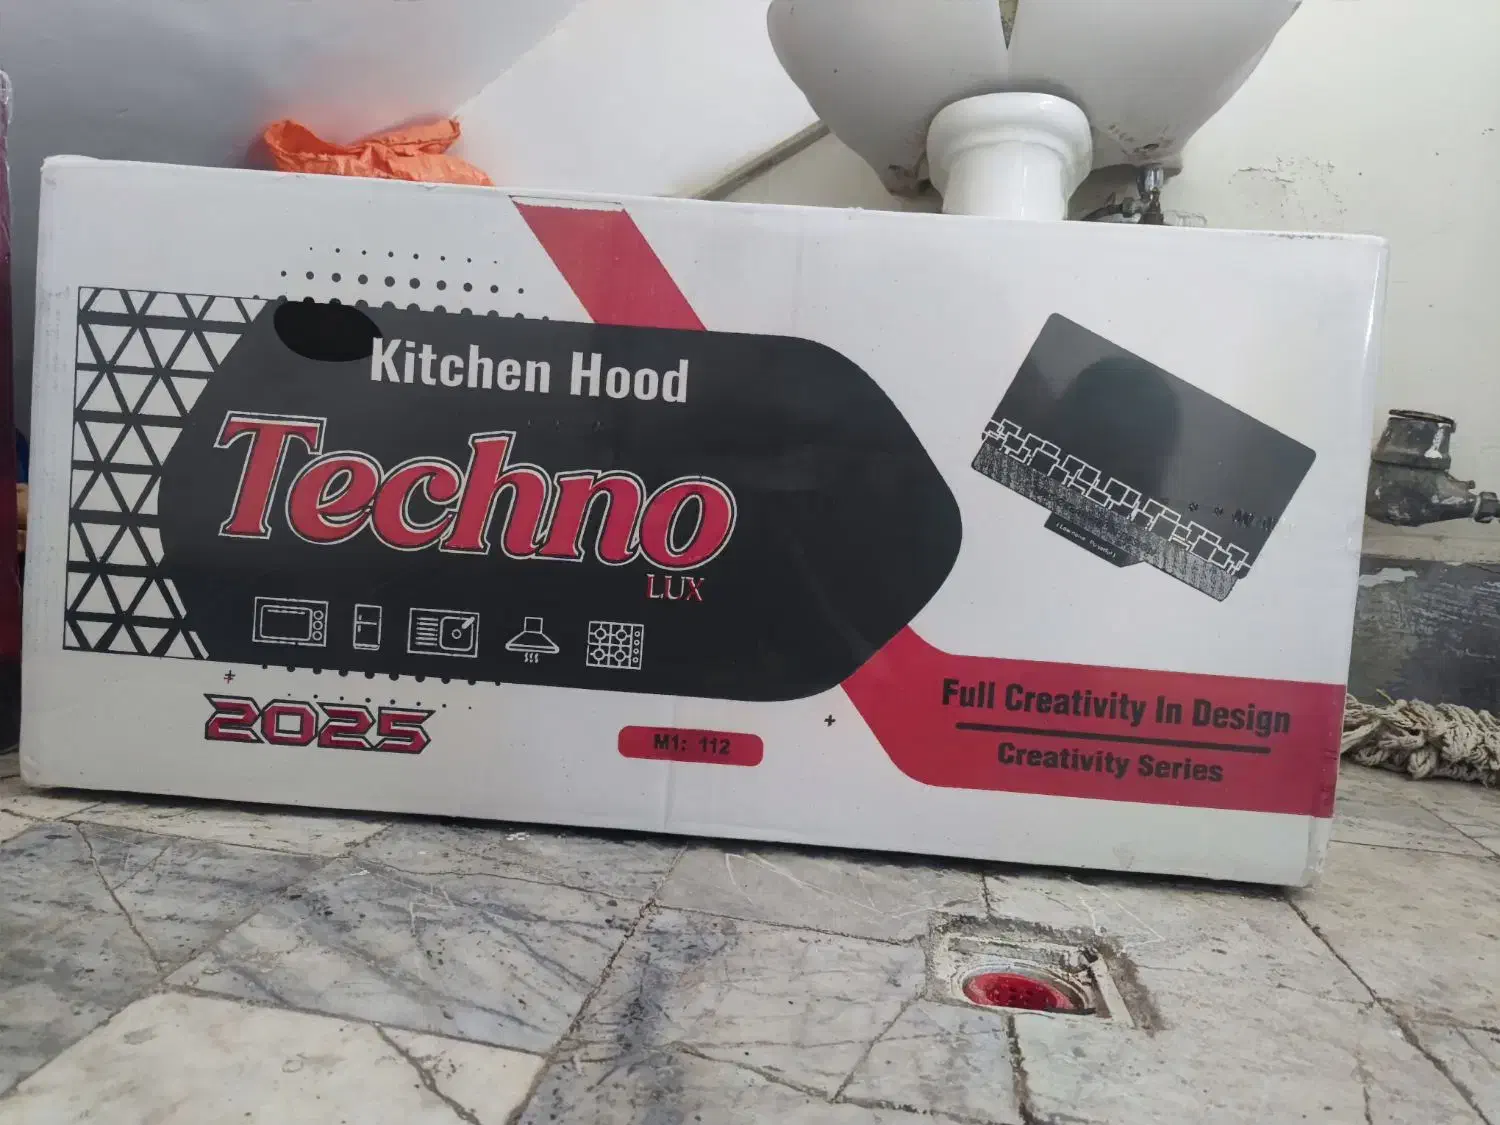 Kitchen Hood
Techno
LUX
2025
M1: 112
Full Creativity In Design
Creativity Series